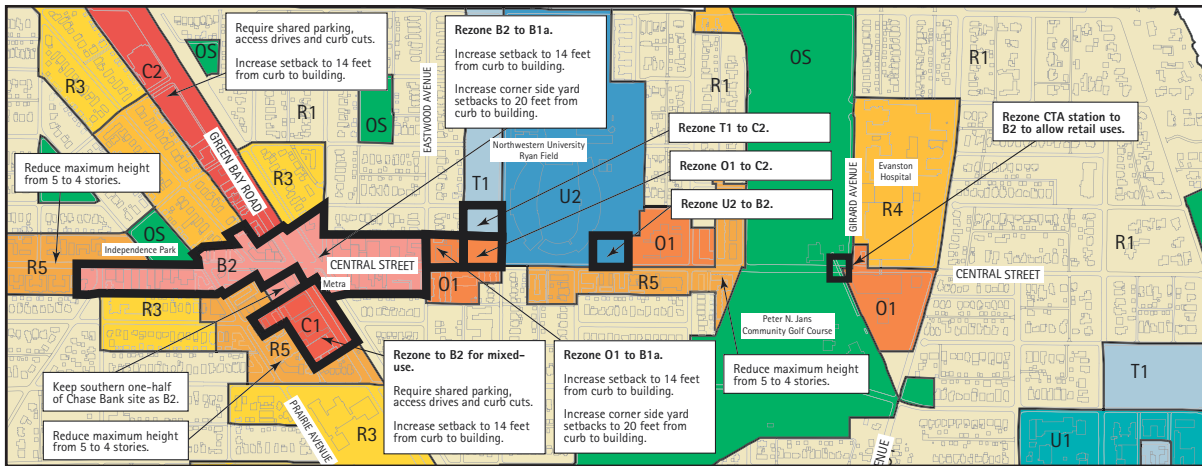 Require shared parking,
access drives and curb cuts.
Increase setback to 14 feet
from curb to building.
Rezone B2 to B1a.
Increase setback to 14 feet
from curb to building.
Increase corner side yard
setbacks to 20 feet from
curb to building.
OS
C2
R3
R1
OS
EASTWOOD AVENUE
GREEN BAY ROAD
R3
Reduce maximum height
from 5 to 4 stories.
Independence Park
OS
R5
B2
CENTRAL STREET
Metra
T1
Northwestern University
Ryan Field
U2
R1
OS
R1
Rezone T1 to C2.
Rezone O1 to C2.
Rezone U2 to B2.
Rezone CTA station to
B2 to allow retail uses.
GIRARD AVENUE
Evanston
Hospital
R4
R1
O1
CENTRAL STREET
O1
R5
O1
Peter N. Jans
Community Golf Course
R3
C1
R5
Keep southern one-half
of Chase Bank site as B2.
Reduce maximum height
from 5 to 4 stories.
PRAIRIE AVENUE
R3
Rezone to B2 for mixed-
use.
Require shared parking,
access drives and curb cuts.
Increase setback to 14 feet
from curb to building.
Rezone O1 to B1a.
Increase setback to 14 feet
from curb to building.
Increase corner side yard
setbacks to 20 feet from
curb to building.
Reduce maximum height
from 5 to 4 stories.
T1
U1
VENUE